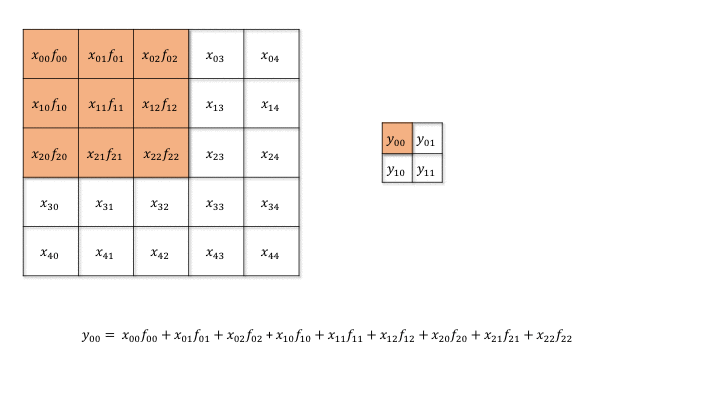 x₀₀f₀₀ x₀₁f₀₁ x₀₂f₀₂ x₀₃ x₀₄
x₁₀f₁₀ x₁₁f₁₁ x₁₂f₁₂ x₁₃ x₁₄
x₂₀f₂₀ x₂₁f₂₁ x₂₂f₂₂ x₂₃ x₂₄
x₃₀ x₃₁ x₃₂ x₃₃ x₃₄
x₄₀ x₄₁ x₄₂ x₄₃ x₄₄
y₀₀ y₀₁
y₁₀ y₁₁
y₀₀ = x₀₀f₀₀ + x₀₁f₀₁ + x₀₂f₀₂ + x₁₀f₁₀ + x₁₁f₁₁ + x₁₂f₁₂ + x₂₀f₂₀ + x₂₁f₂₁ + x₂₂f₂₂